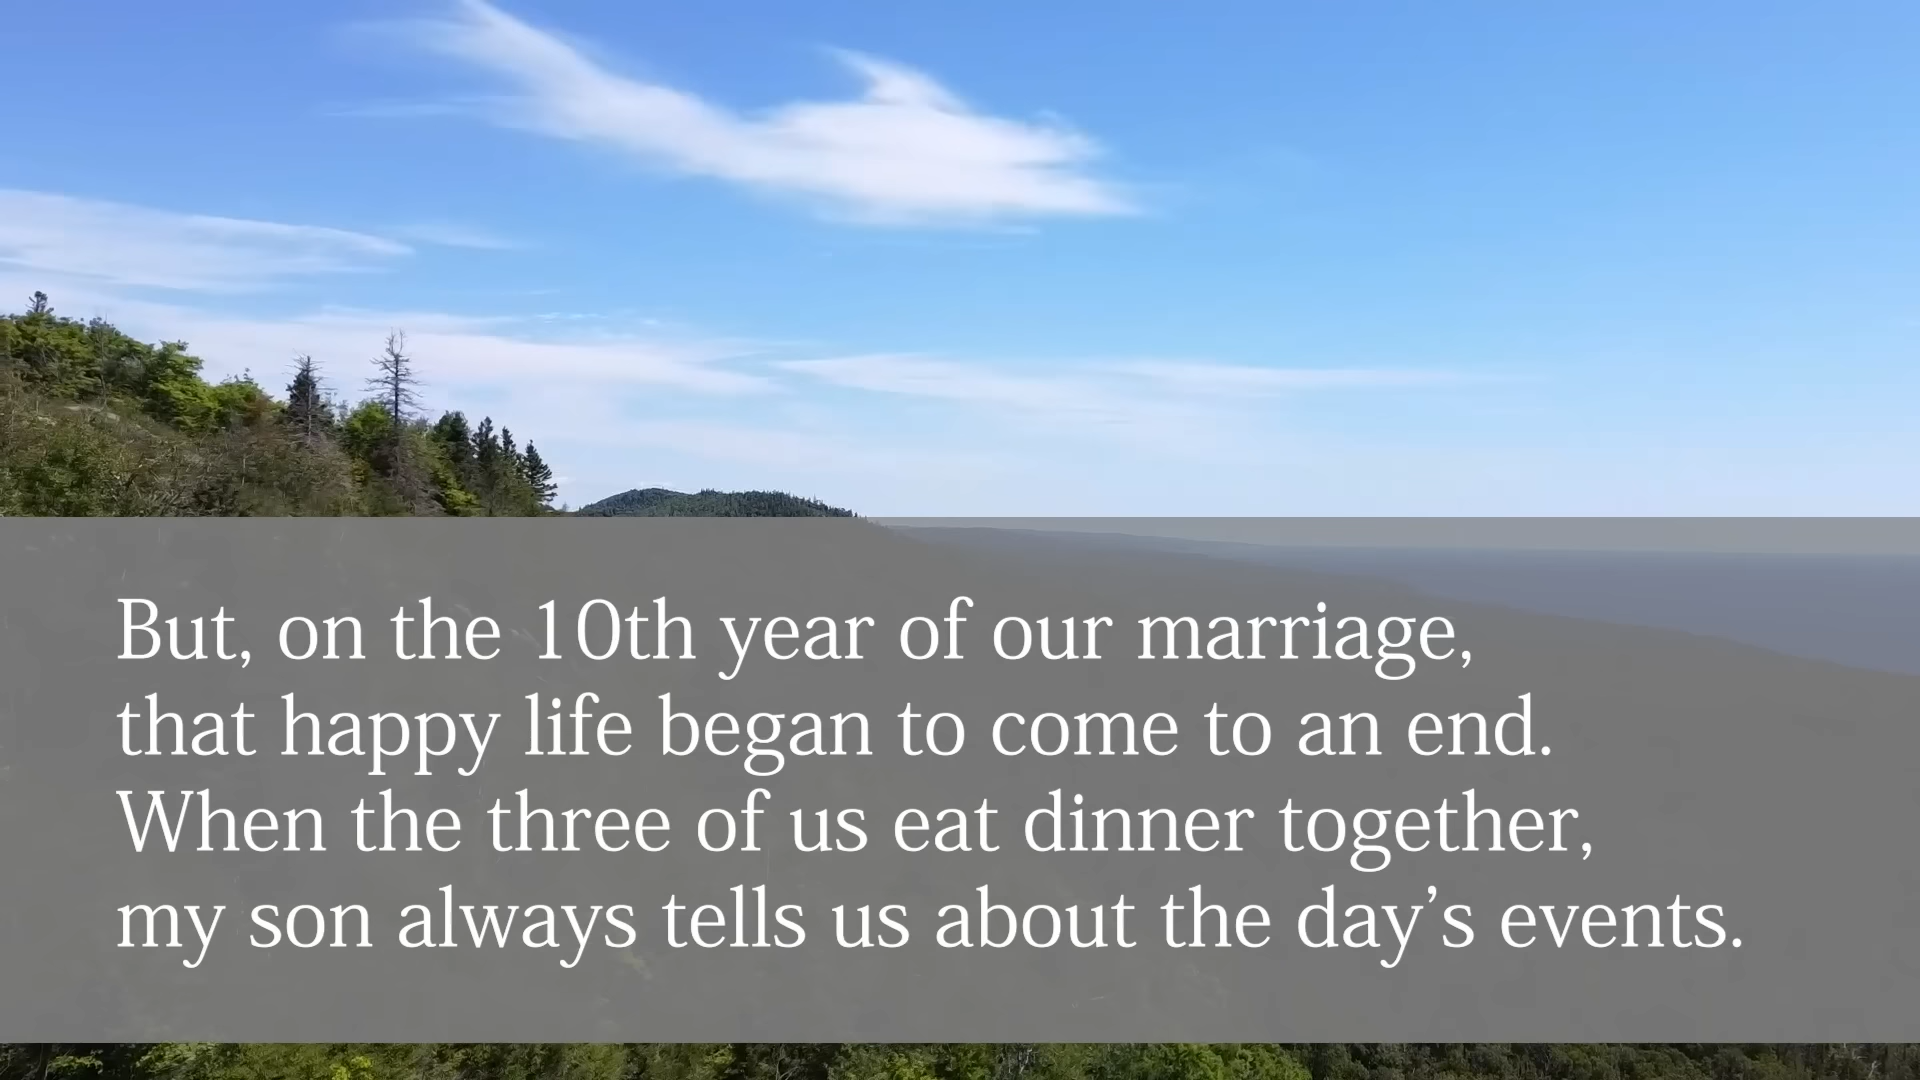 But, on the 10th year of our marriage,
that happy life began to come to an end.
When the three of us eat dinner together,
my son always tells us about the day’s events.